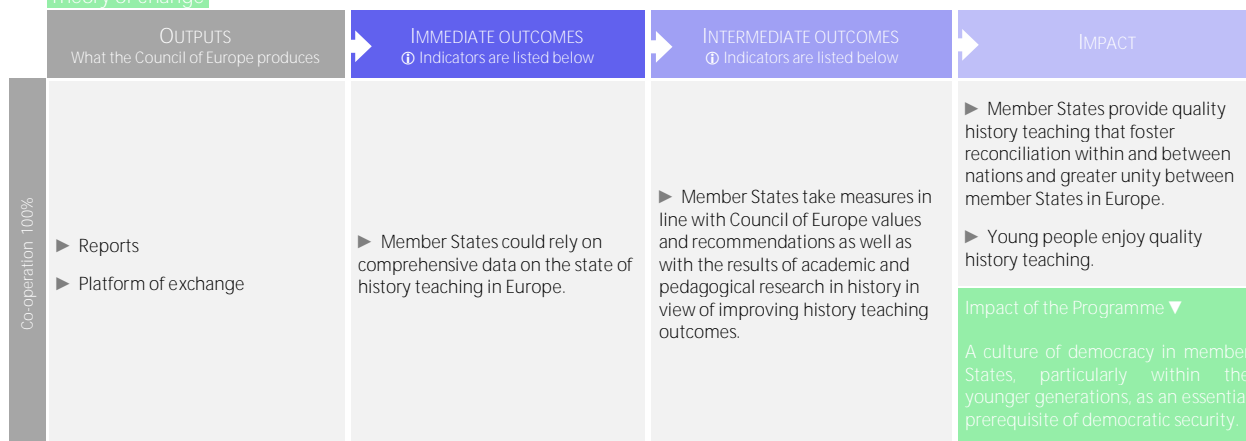 Theory of change
OUTPUTS
What the Council of Europe produces
IMMEDIATE OUTCOMES
ⓘ Indicators are listed below
INTERMEDIATE OUTCOMES
ⓘ Indicators are listed below
IMPACT
Co-operation 100%
► Reports
► Platform of exchange
► Member States could rely on
comprehensive data on the state of
history teaching in Europe.
► Member States take measures in
line with Council of Europe values
and recommendations as well as
with the results of academic and
pedagogical research in history in
view of improving history teaching
outcomes.
► Member States provide quality
history teaching that foster
reconciliation within and between
nations and greater unity between
member States in Europe.
► Young people enjoy quality
history teaching.
Impact of the Programme ▼
A culture of democracy in member
States, particularly within the
younger generations, as an essential
prerequisite of democratic security.